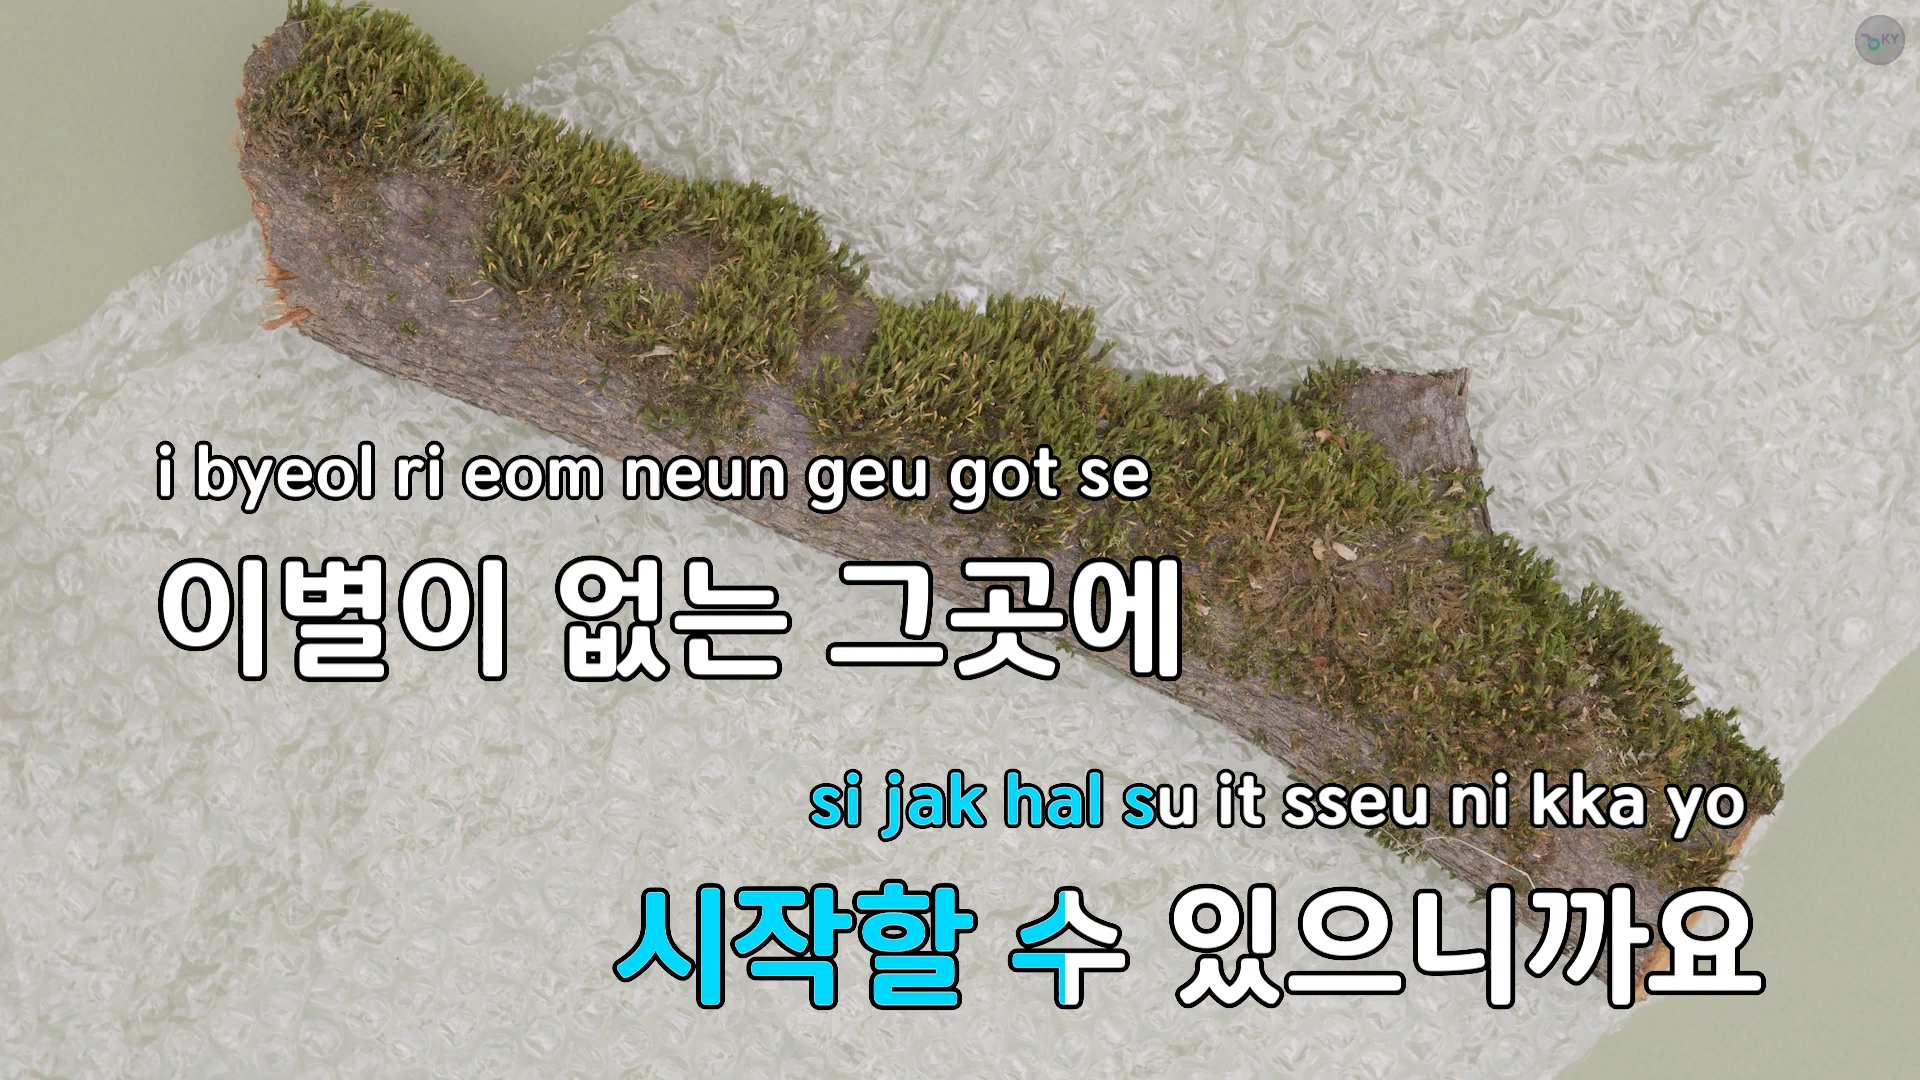 KY
i byeol ri eom neun geu got se
이별이 없는 그곳에
si jak hal su it sseu ni kka yo
시작할 수 있으니까요